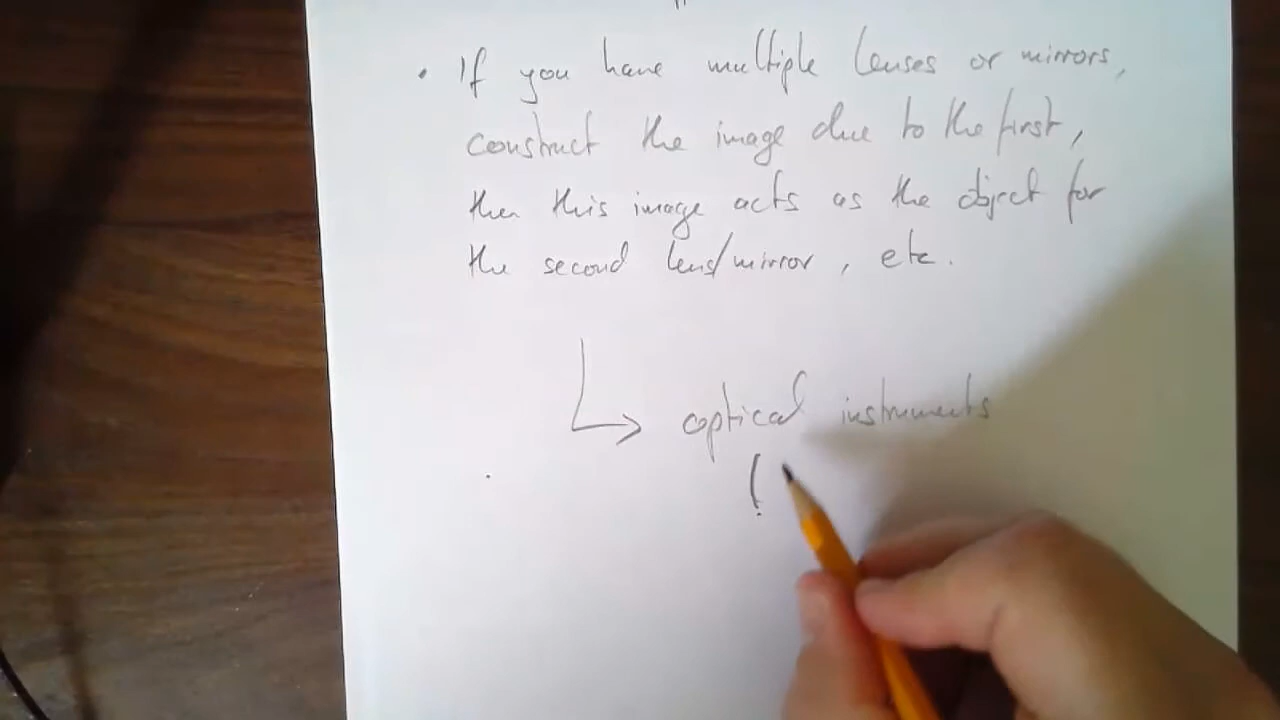 • If you have multiple lenses or mirrors,
construct the image due to the first,
then this image acts as the object for
the second lens/mirror, etc.
↳ optical instruments
(